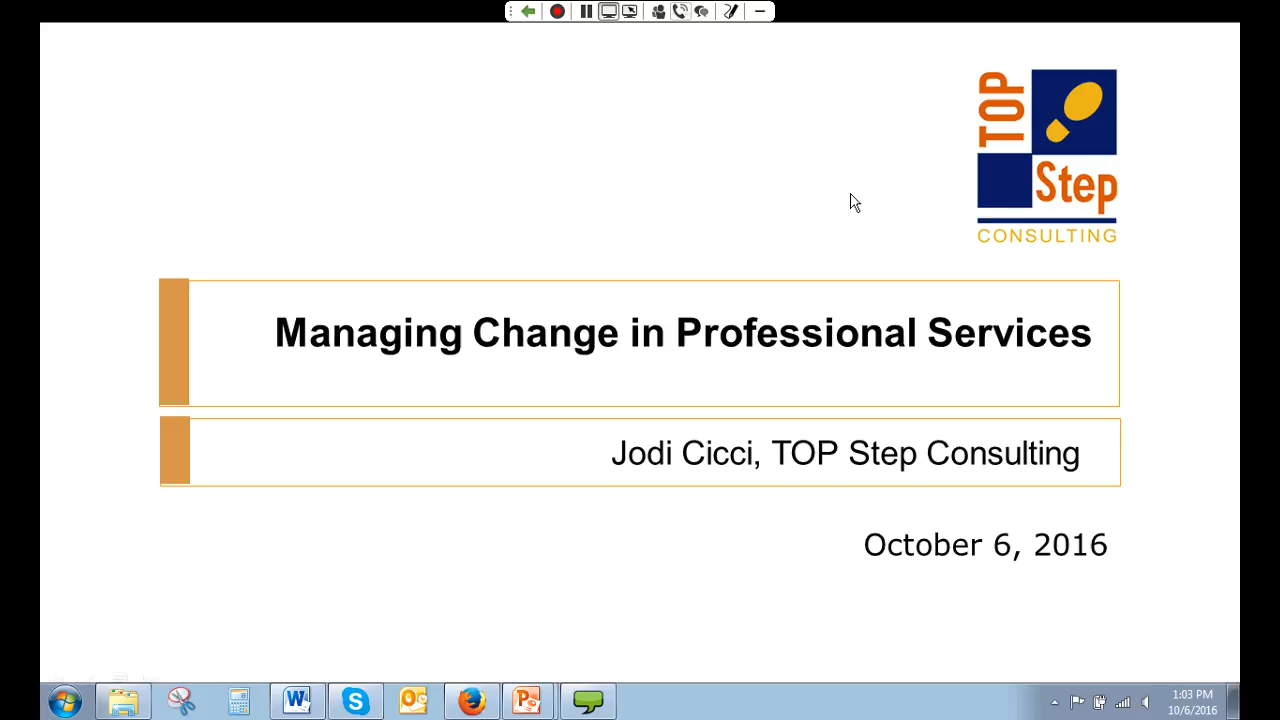 TOP
Step
CONSULTING
Managing Change in Professional Services
Jodi Cicci, TOP Step Consulting
October 6, 2016
1:03 PM
10/6/2016